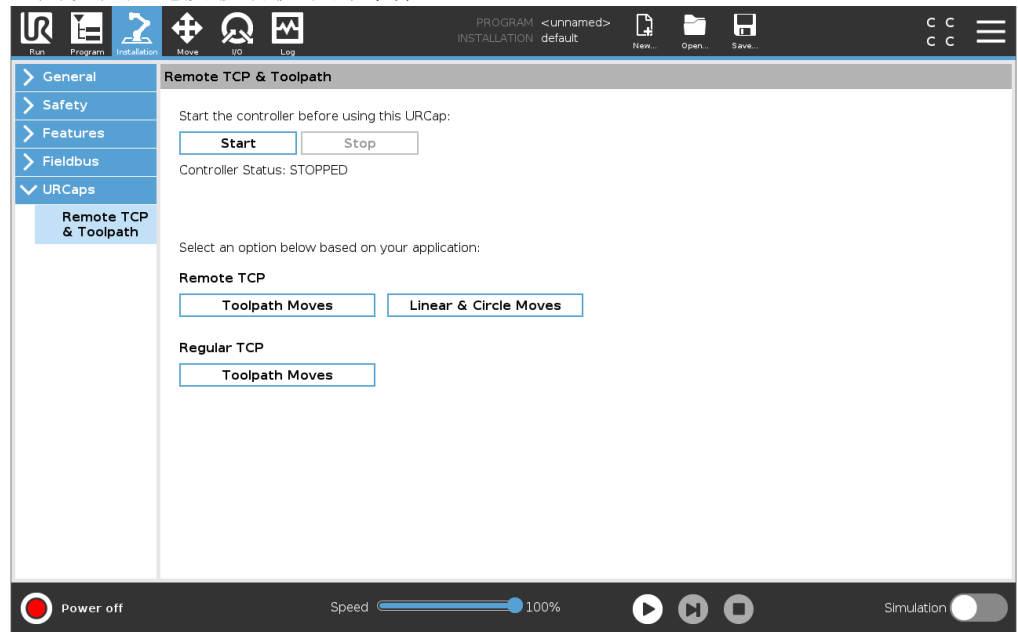 PROGRAM <unnamed>
INSTALLATION default
UR
Run
Program
Installation
Move
I/O
Log
New...
Open...
Save...
C C
C C
General
Safety
Features
Fieldbus
URCaps
Remote TCP
& Toolpath
Remote TCP & Toolpath
Start the controller before using this URCap:
Start Stop
Controller Status: STOPPED
Select an option below based on your application:
Remote TCP
Toolpath Moves Linear & Circle Moves
Regular TCP
Toolpath Moves
Power off
Speed 100%
Simulation